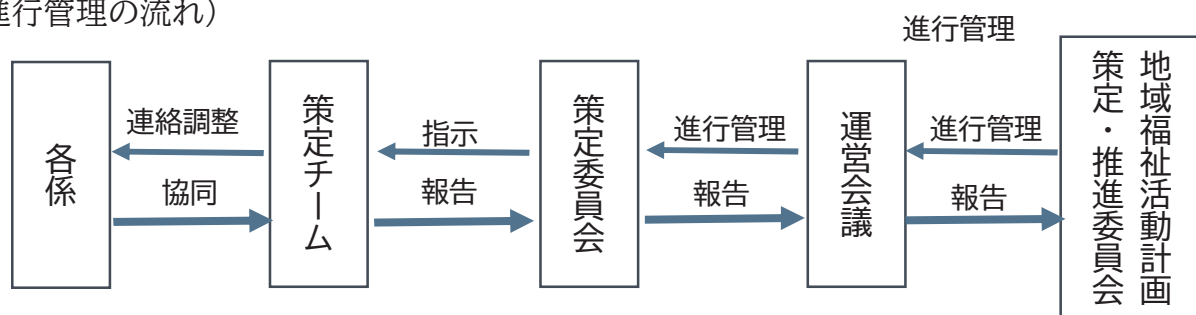 進行管理の流れ）
進行管理
各係
連絡調整
協同
策定チーム
指示
報告
策定委員会
進行管理
報告
運営会議
進行管理
報告
地域福祉活動計画
策定・推進委員会